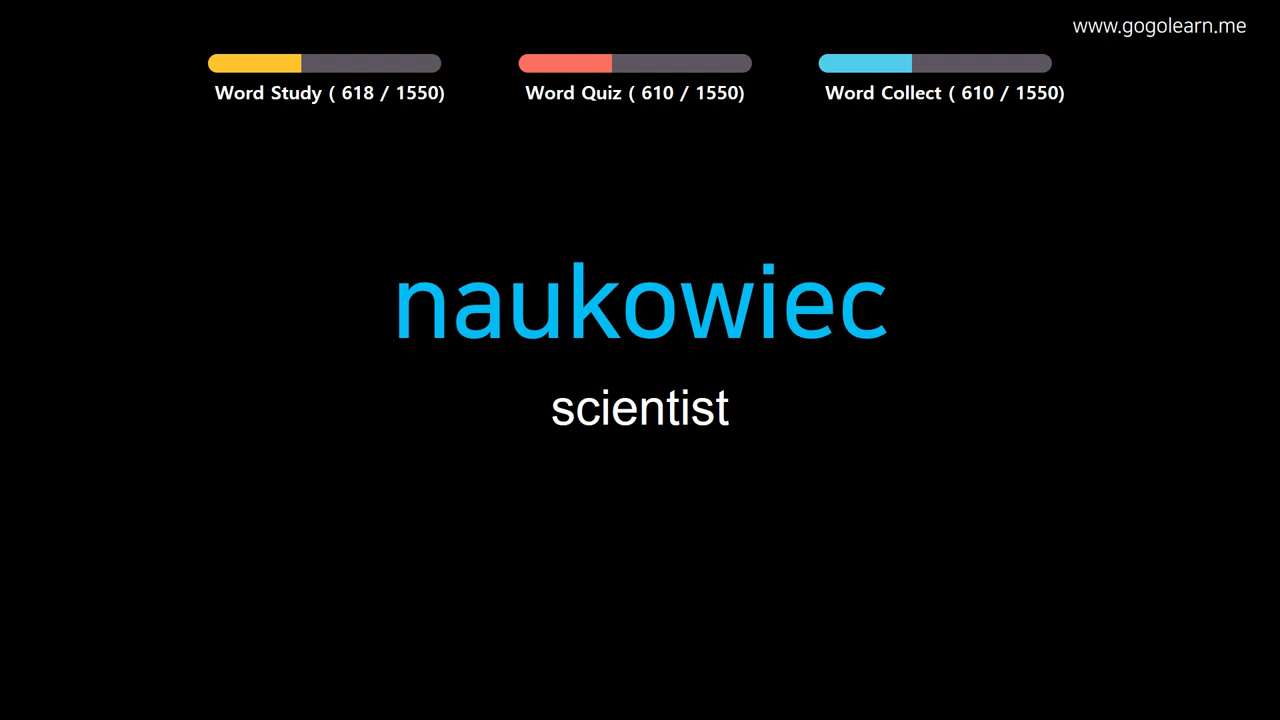 www.gogolearn.me
Word Study ( 618 / 1550)
Word Quiz ( 610 / 1550)
Word Collect ( 610 / 1550)
naukowiec
scientist